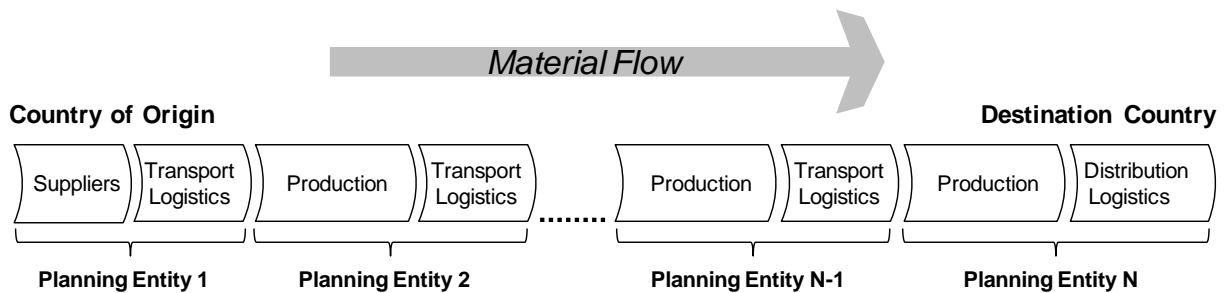 Material Flow
Country of Origin
Destination Country
Suppliers
Transport
Logistics
Production
Transport
Logistics
........
Production
Transport
Logistics
Production
Distribution
Logistics
Planning Entity 1
Planning Entity 2
Planning Entity N-1
Planning Entity N